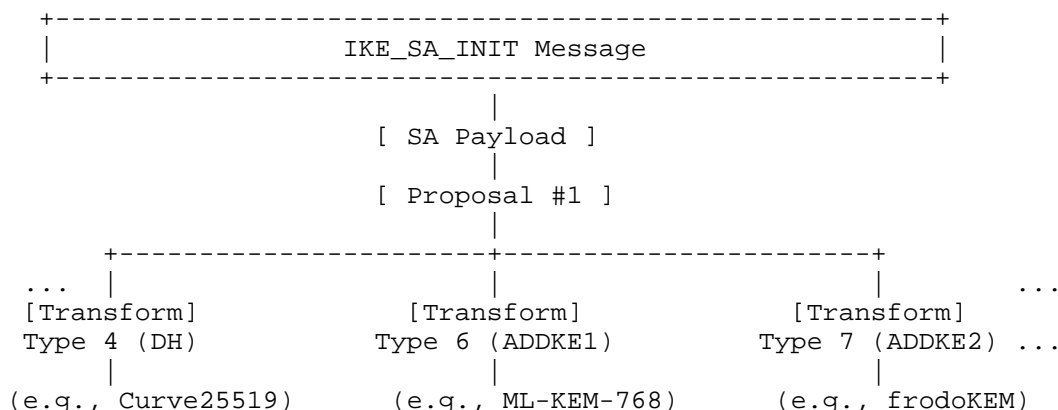 IKE_SA_INIT Message
[ SA Payload ]
[ Proposal #1 ]
... ...
[Transform] [Transform] [Transform]
Type 4 (DH) Type 6 (ADDKE1) Type 7 (ADDKE2) ...
(e.g., Curve25519) (e.g., ML-KEM-768) (e.g., frodoKEM)